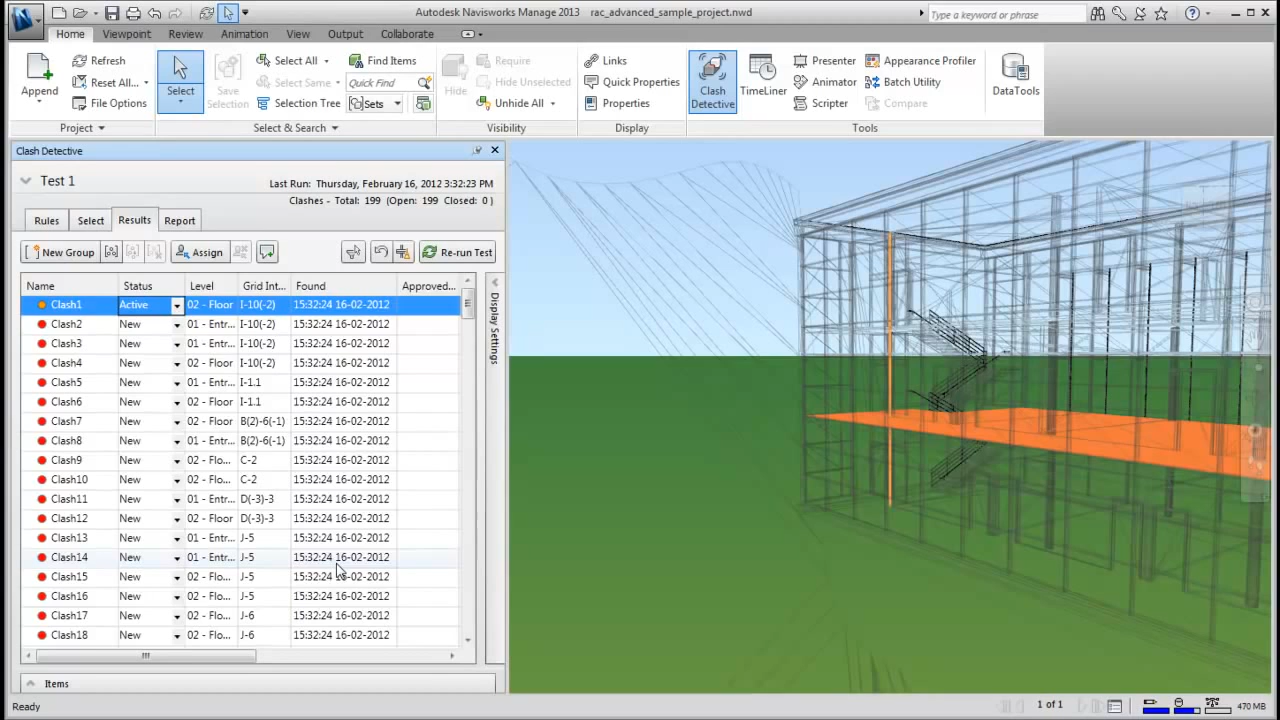 Autodesk Navisworks Manage 2013 rac_advanced_sample_project.nwd
Type a keyword or phrase
Home Viewpoint Review Animation View Output Collaborate
Append
Refresh
Reset All...
File Options
Project
Select
Save Selection
Select All
Select Same
Selection Tree
Find Items
Quick Find
Sets
Select & Search
Hide
Require
Hide Unselected
Unhide All
Visibility
Links
Quick Properties
Properties
Display
Clash Detective
TimeLiner
Presenter
Animator
Scripter
Appearance Profiler
Batch Utility
Compare
Tools
DataTools
Clash Detective
Test 1
Last Run: Thursday, February 16, 2012 3:32:23 PM
Clashes - Total: 199 (Open: 199 Closed: 0 )
Rules Select Results Report
New Group Assign Re-run Test
Name Status Level Grid Int... Found Approved...
Clash1 Active 02 - Floor I-10(-2) 15:32:24 16-02-2012
Clash2 New 01 - Entr... I-10(-2) 15:32:24 16-02-2012
Clash3 New 01 - Entr... I-10(-2) 15:32:24 16-02-2012
Clash4 New 02 - Floor I-10(-2) 15:32:24 16-02-2012
Clash5 New 01 - Entr... I-1.1 15:32:24 16-02-2012
Clash6 New 02 - Floor I-1.1 15:32:24 16-02-2012
Clash7 New 02 - Floor B(2)-6(-1) 15:32:24 16-02-2012
Clash8 New 01 - Entr... B(2)-6(-1) 15:32:24 16-02-2012
Clash9 New 02 - Flo... C-2 15:32:24 16-02-2012
Clash10 New 02 - Flo... C-2 15:32:24 16-02-2012
Clash11 New 01 - Entr... D(-3)-3 15:32:24 16-02-2012
Clash12 New 02 - Floor D(-3)-3 15:32:24 16-02-2012
Clash13 New 01 - Entr... J-5 15:32:24 16-02-2012
Clash14 New 01 - Entr... J-5 15:32:24 16-02-2012
Clash15 New 02 - Flo... J-5 15:32:24 16-02-2012
Clash16 New 02 - Flo... J-5 15:32:24 16-02-2012
Clash17 New 02 - Flo... J-6 15:32:24 16-02-2012
Clash18 New 02 - Flo... J-6 15:32:24 16-02-2012
Display Settings
Items
Ready
1 of 1
470 MB